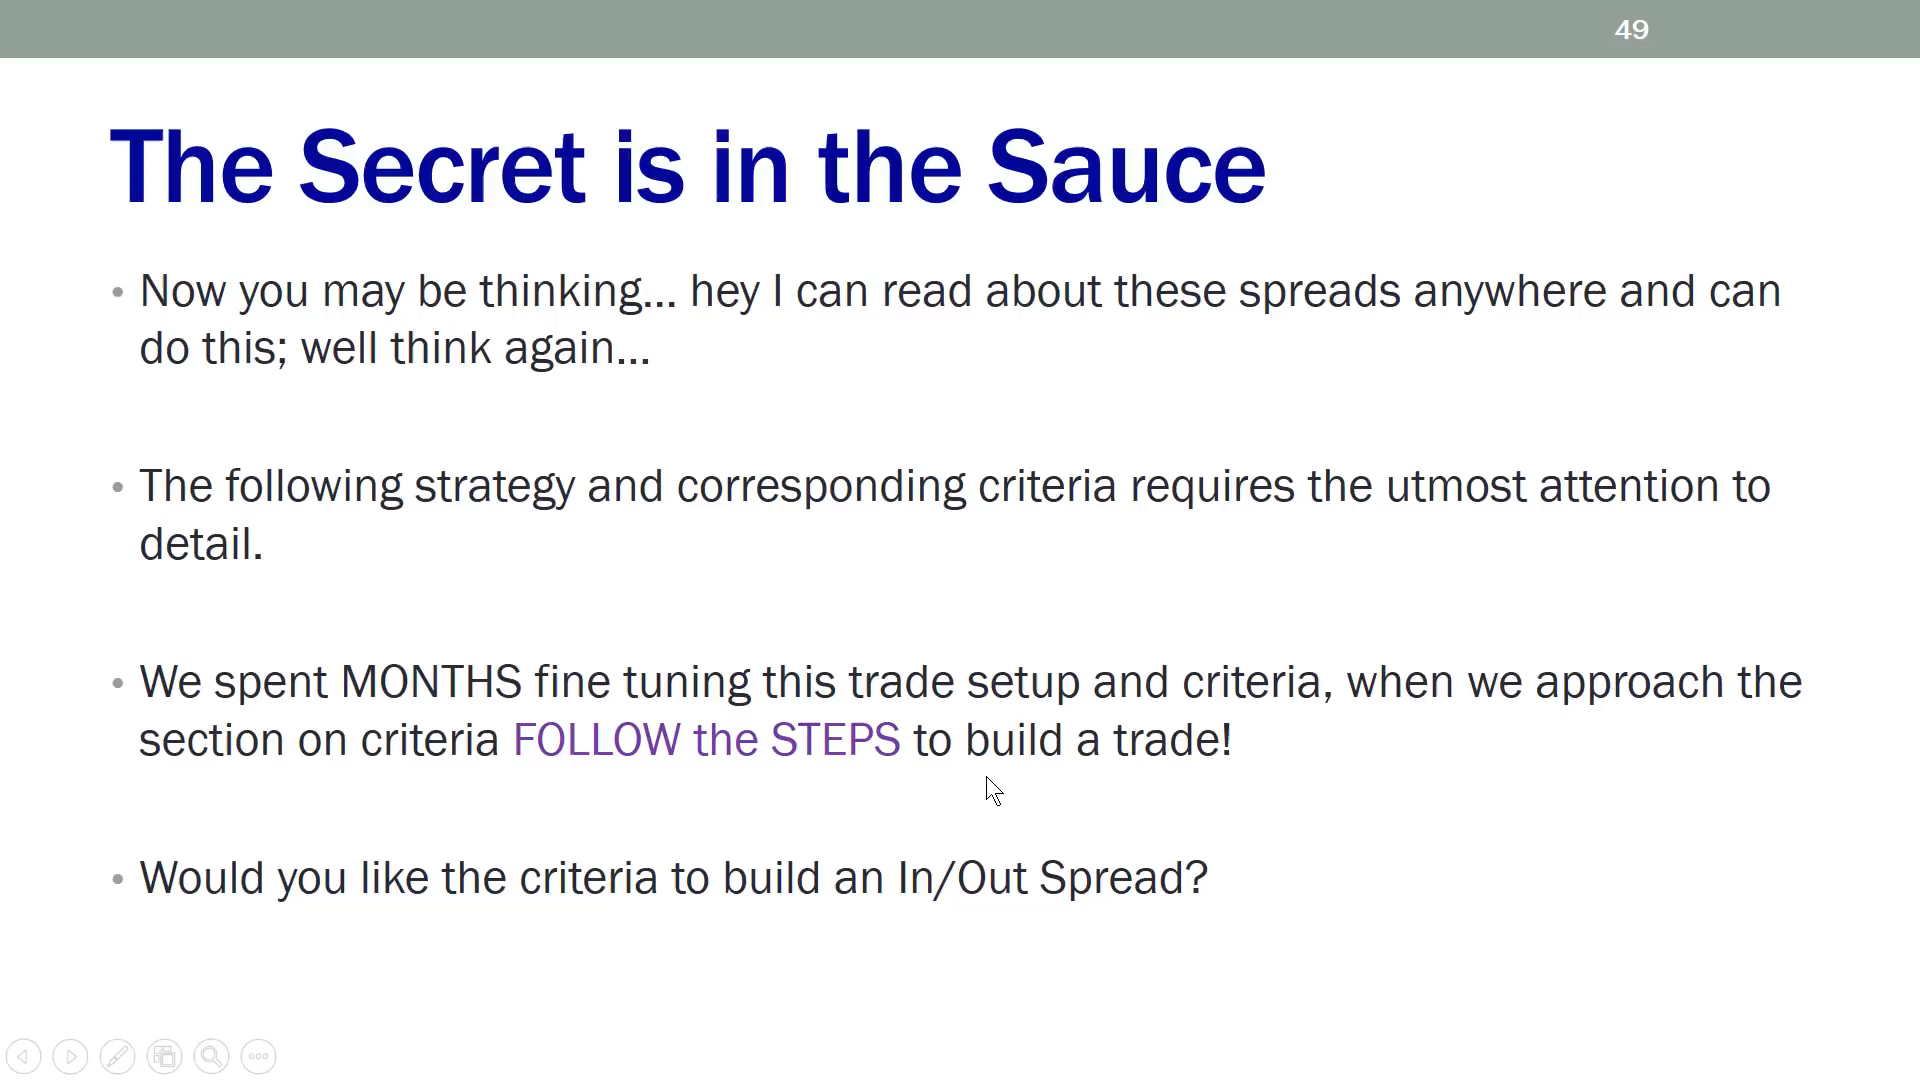 49
The Secret is in the Sauce
• Now you may be thinking... hey I can read about these spreads anywhere and can
do this; well think again...
• The following strategy and corresponding criteria requires the utmost attention to
detail.
• We spent MONTHS fine tuning this trade setup and criteria, when we approach the
section on criteria FOLLOW the STEPS to build a trade!
• Would you like the criteria to build an In/Out Spread?